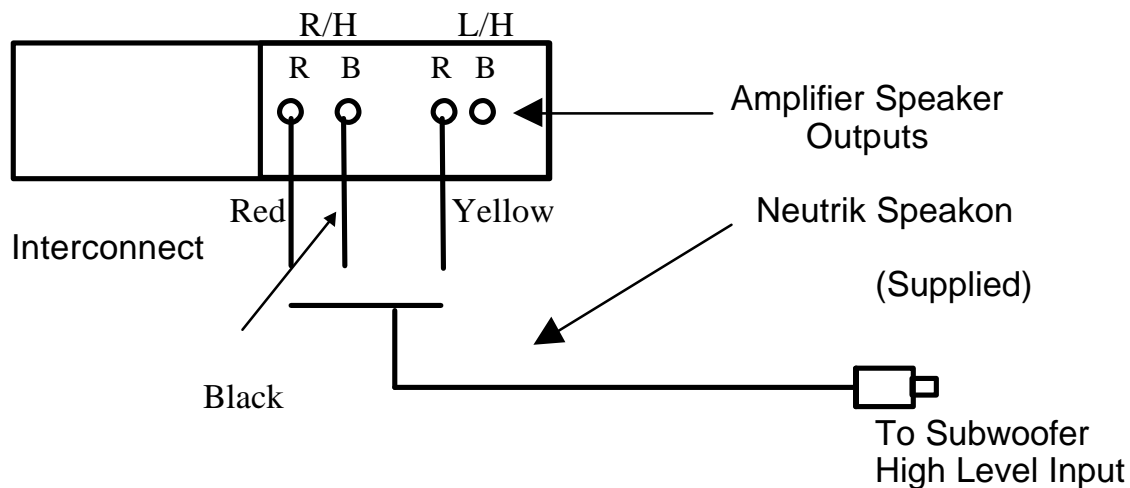 R/H L/H
R B R B
Amplifier Speaker
Outputs
Red Yellow
Neutrik Speakon
Interconnect
(Supplied)
Black
To Subwoofer
High Level Input